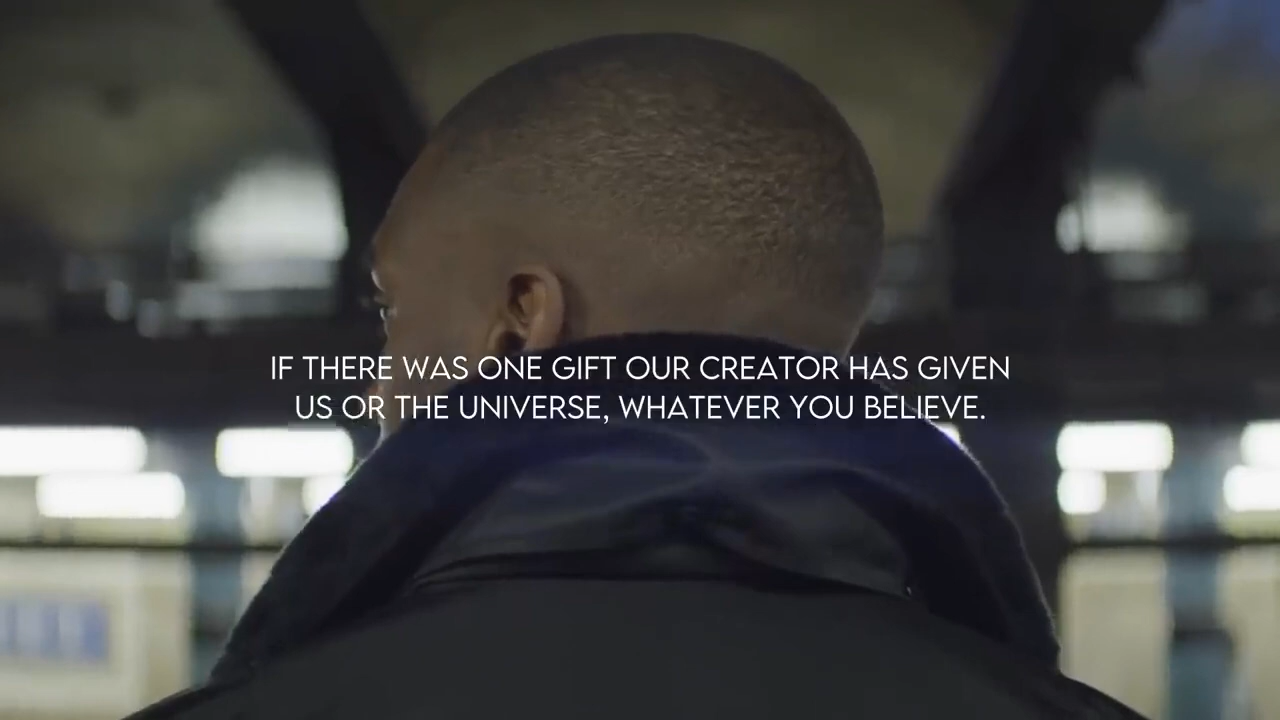 IF THERE WAS ONE GIFT OUR CREATOR HAS GIVEN
US OR THE UNIVERSE, WHATEVER YOU BELIEVE.